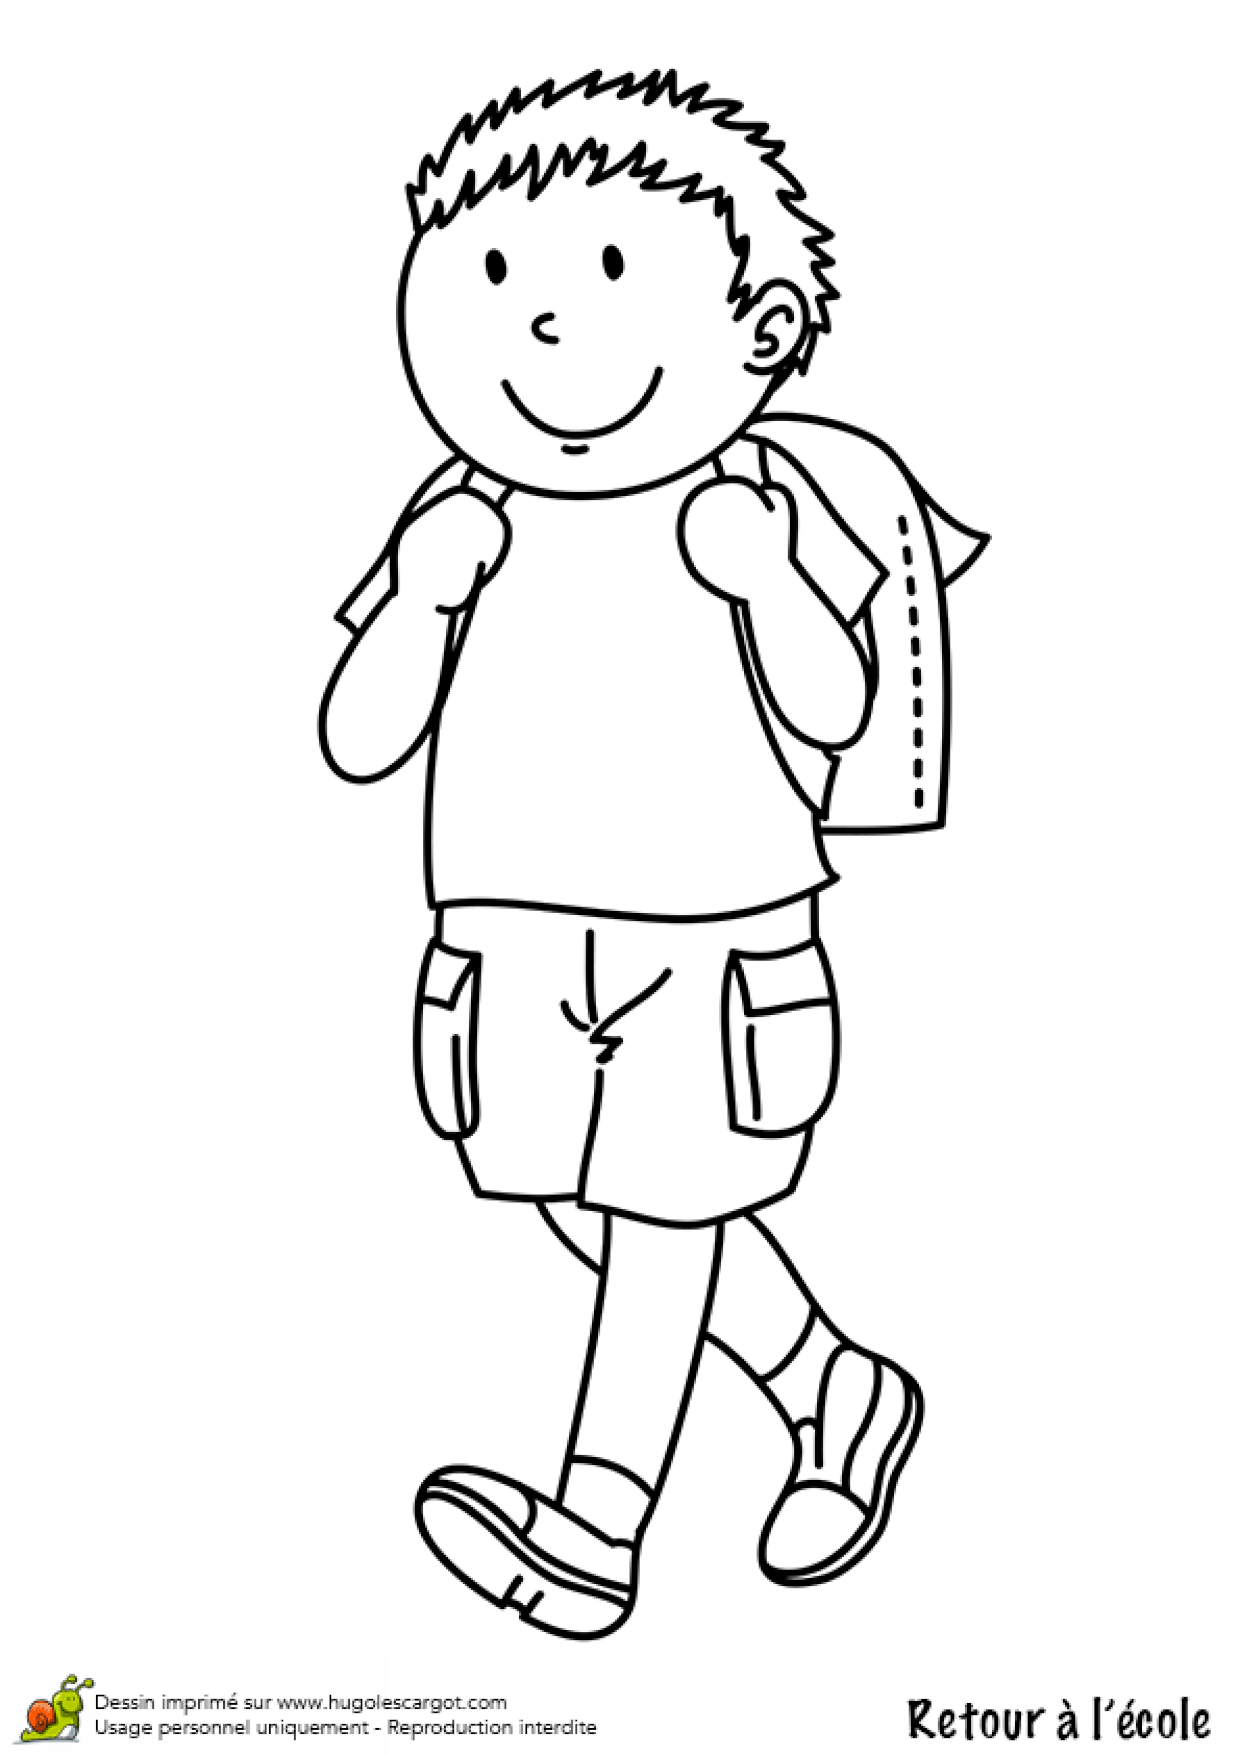 Dessin imprimé sur www.hugolescargot.com
Usage personnel uniquement - Reproduction interdite
Retour à l'école